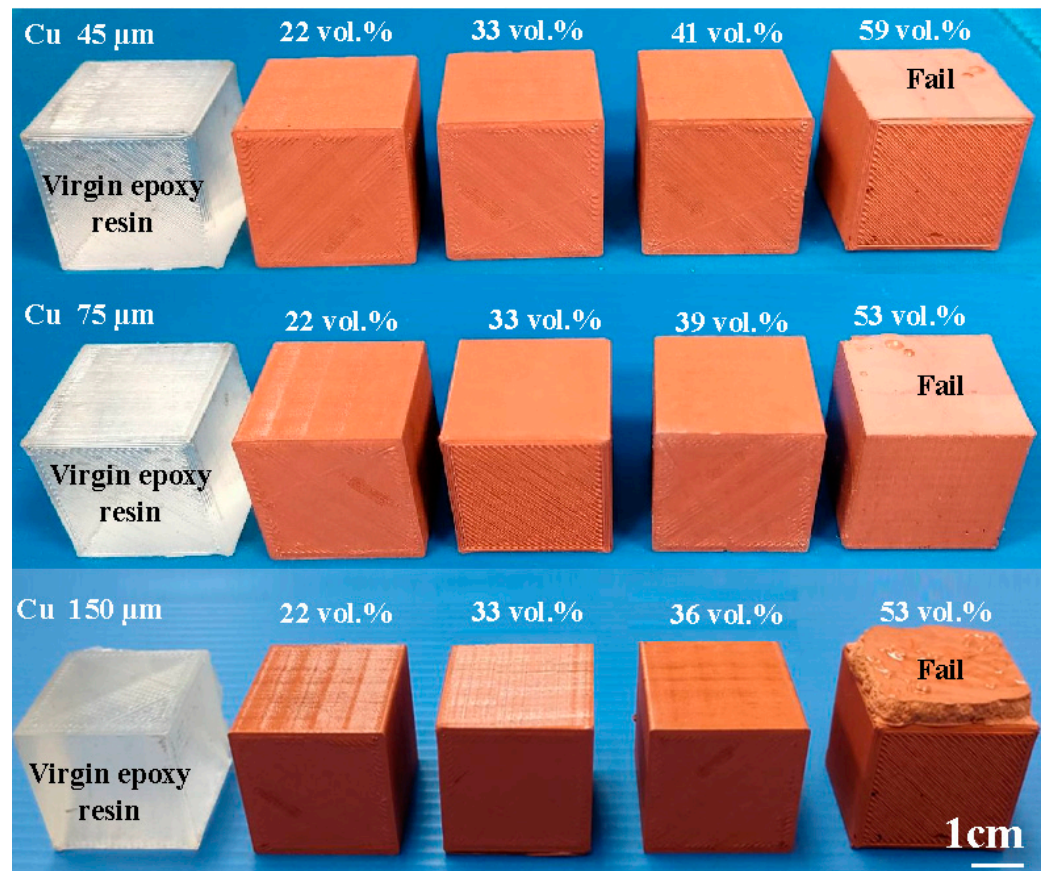 Cu 45 μm 22 vol.% 33 vol.% 41 vol.% 59 vol.%
Fail
Virgin epoxy
resin
Cu 75 μm 22 vol.% 33 vol.% 39 vol.% 53 vol.%
Fail
Virgin epoxy
resin
Cu 150 μm 22 vol.% 33 vol.% 36 vol.% 53 vol.%
Fail
Virgin epoxy
resin
1cm